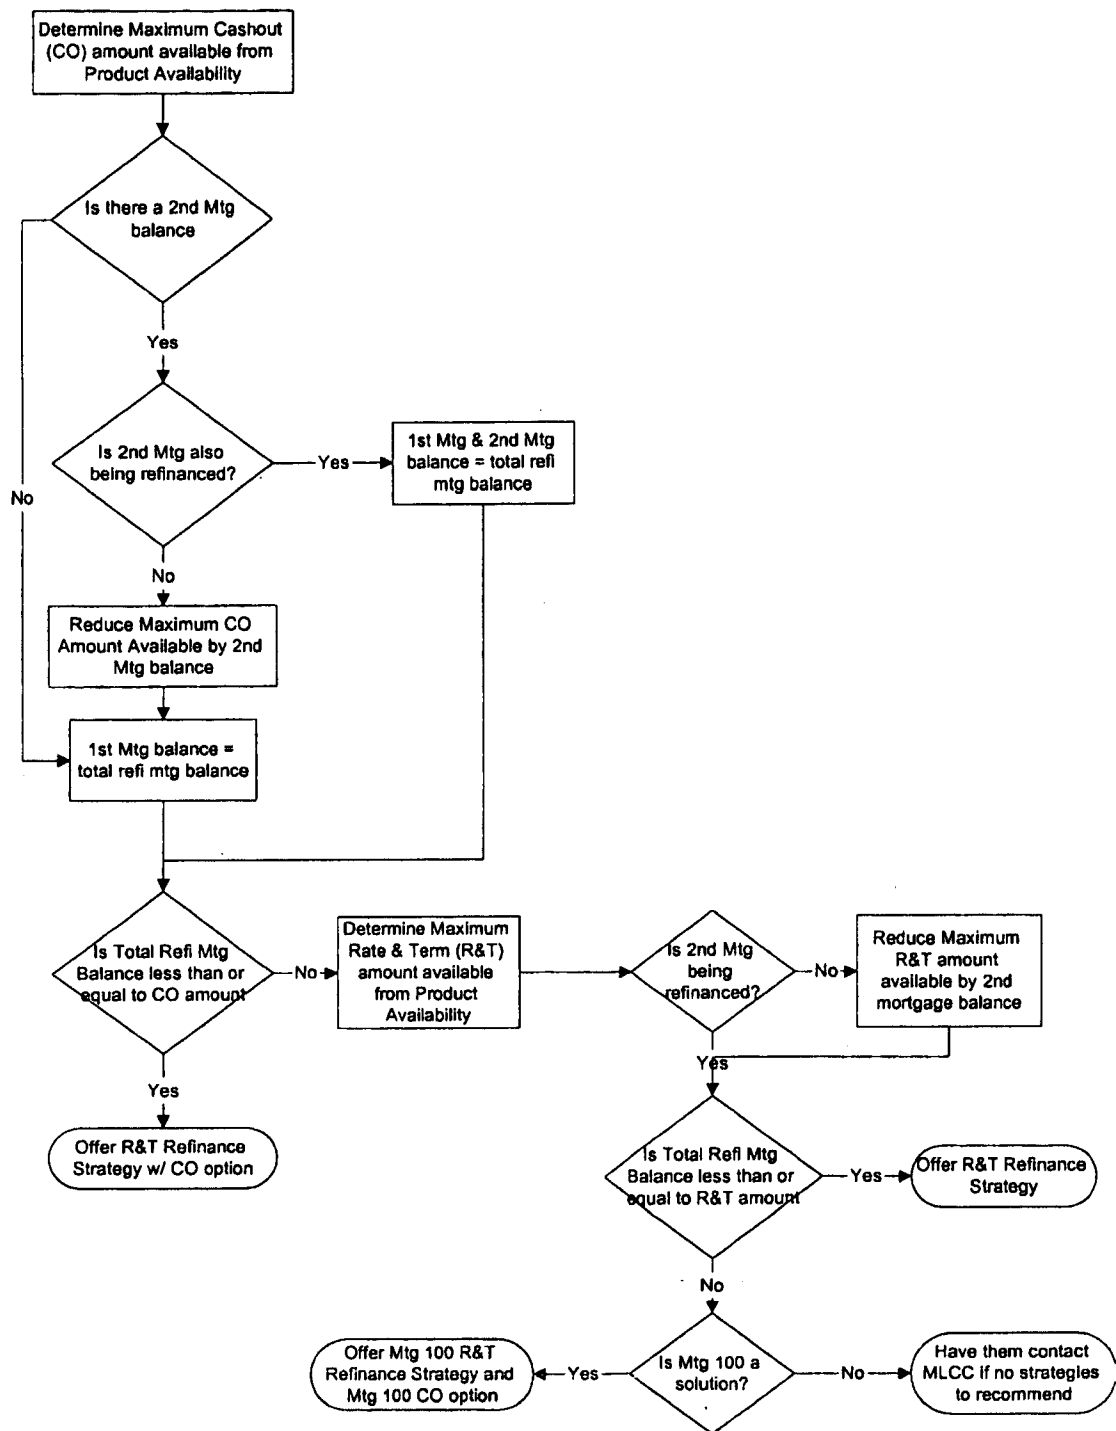 Determine Maximum Cashout
(CO) amount available from
Product Availability
Is there a 2nd Mtg
balance
Yes
Is 2nd Mtg also
being refinanced?
Yes
1st Mtg & 2nd Mtg
balance = total refi
mtg balance
No
No
Reduce Maximum CO
Amount Available by 2nd
Mtg balance
1st Mtg balance =
total refi mtg balance
Is Total Refi Mtg
Balance less than or
equal to CO amount
No
Determine Maximum
Rate & Term (R&T)
amount available
from Product
Availability
Is 2nd Mtg
being
refinanced?
No
Reduce Maximum
R&T amount
available by 2nd
mortgage balance
Yes
Yes
Offer R&T Refinance
Strategy w/ CO option
Is Total Refi Mtg
Balance less than or
equal to R&T amount
Yes
Offer R&T Refinance
Strategy
No
Is Mtg 100 a
solution?
Yes
Offer Mtg 100 R&T
Refinance Strategy and
Mtg 100 CO option
No
Have them contact
MLCC if no strategies
to recommend